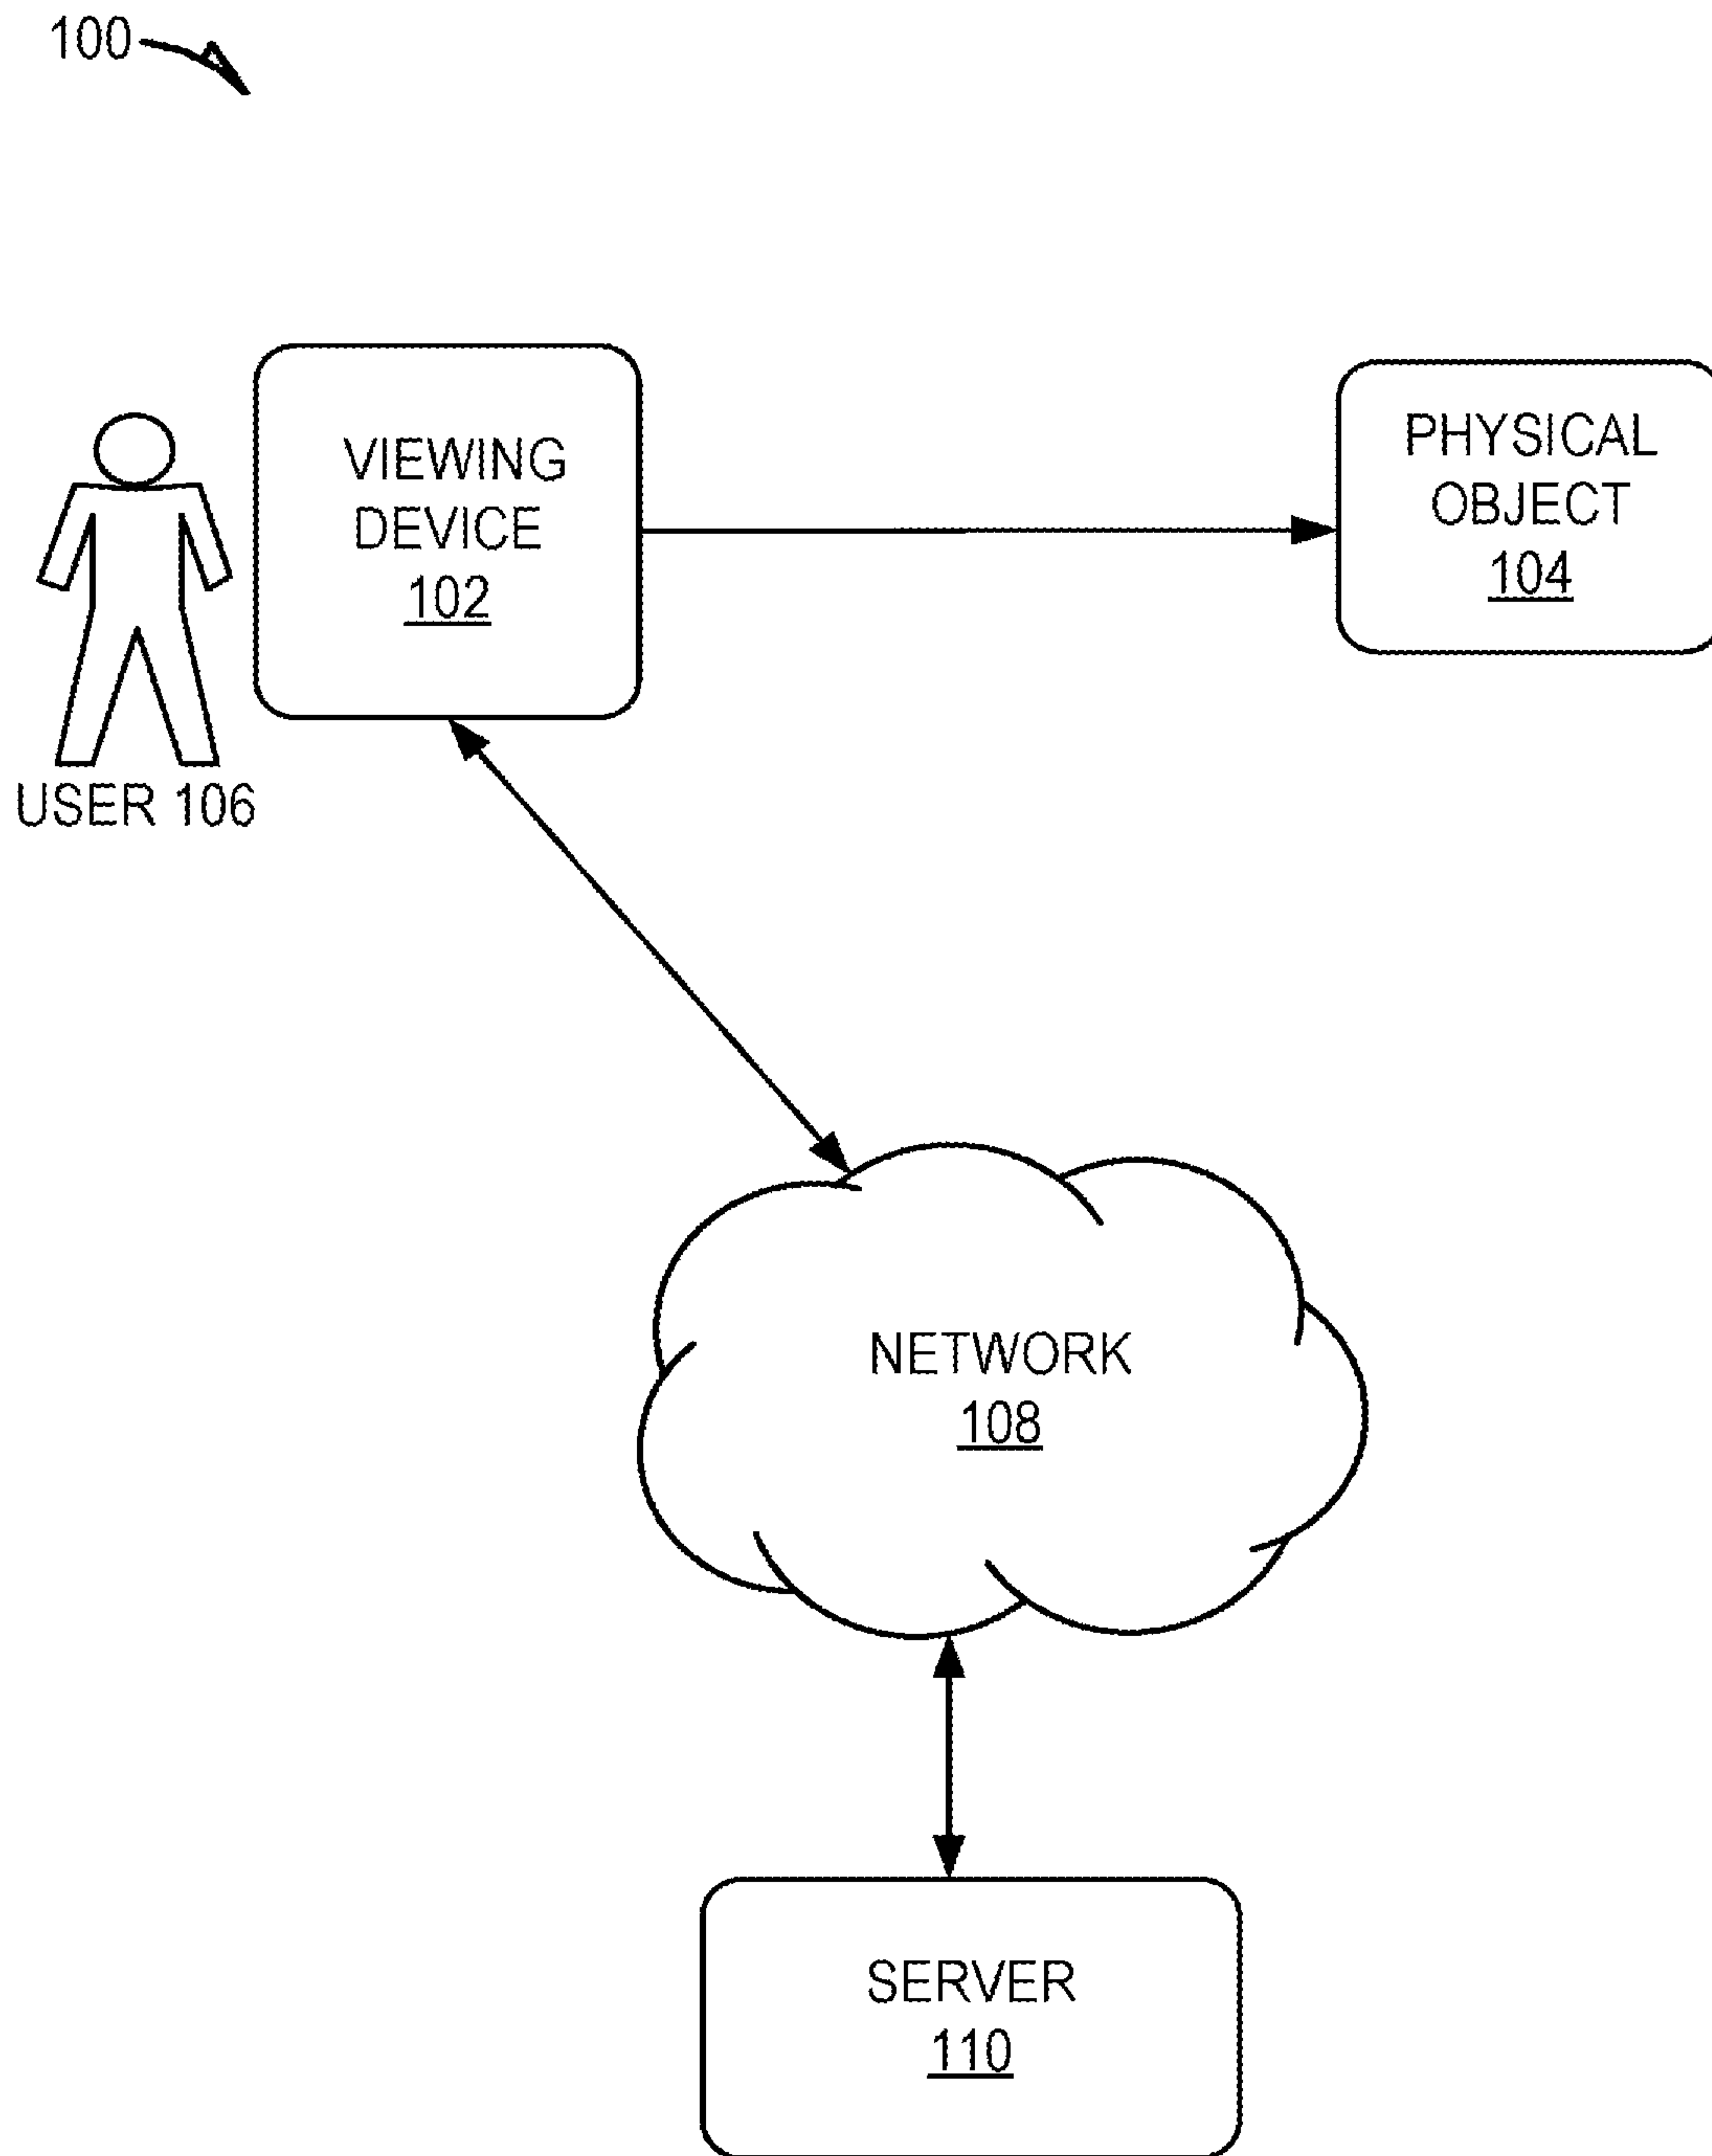 100
VIEWING
DEVICE
102
PHYSICAL
OBJECT
104
USER 106
NETWORK
108
SERVER
110